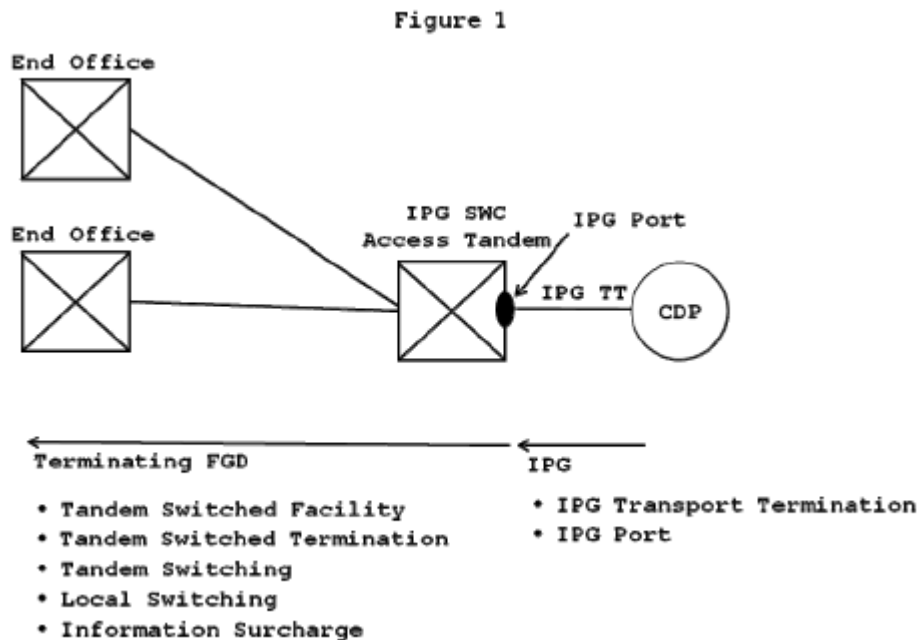 Figure 1
End Office
End Office
IPG SWC
Access Tandem
IPG Port
IPG TT
CDP
Terminating FGD
• Tandem Switched Facility
• Tandem Switched Termination
• Tandem Switching
• Local Switching
• Information Surcharge
IPG
• IPG Transport Termination
• IPG Port